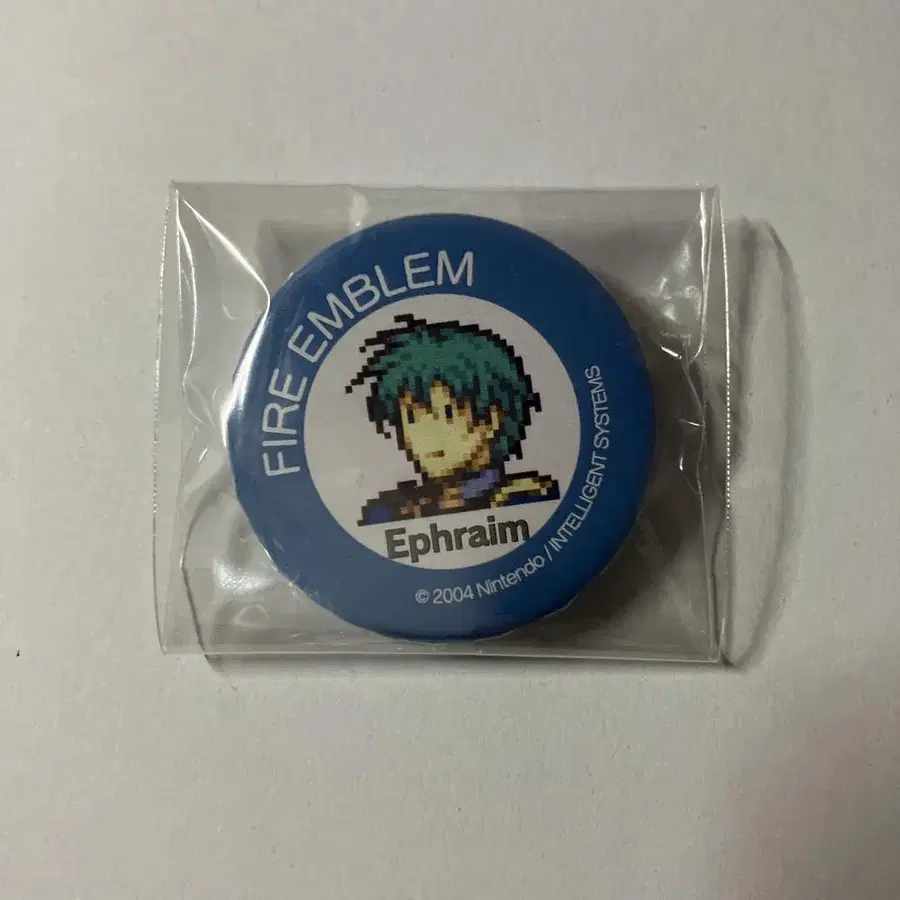 FIRE EMBLEM
Ephraim
© 2004 Nintendo / INTELLIGENT SYSTEMS